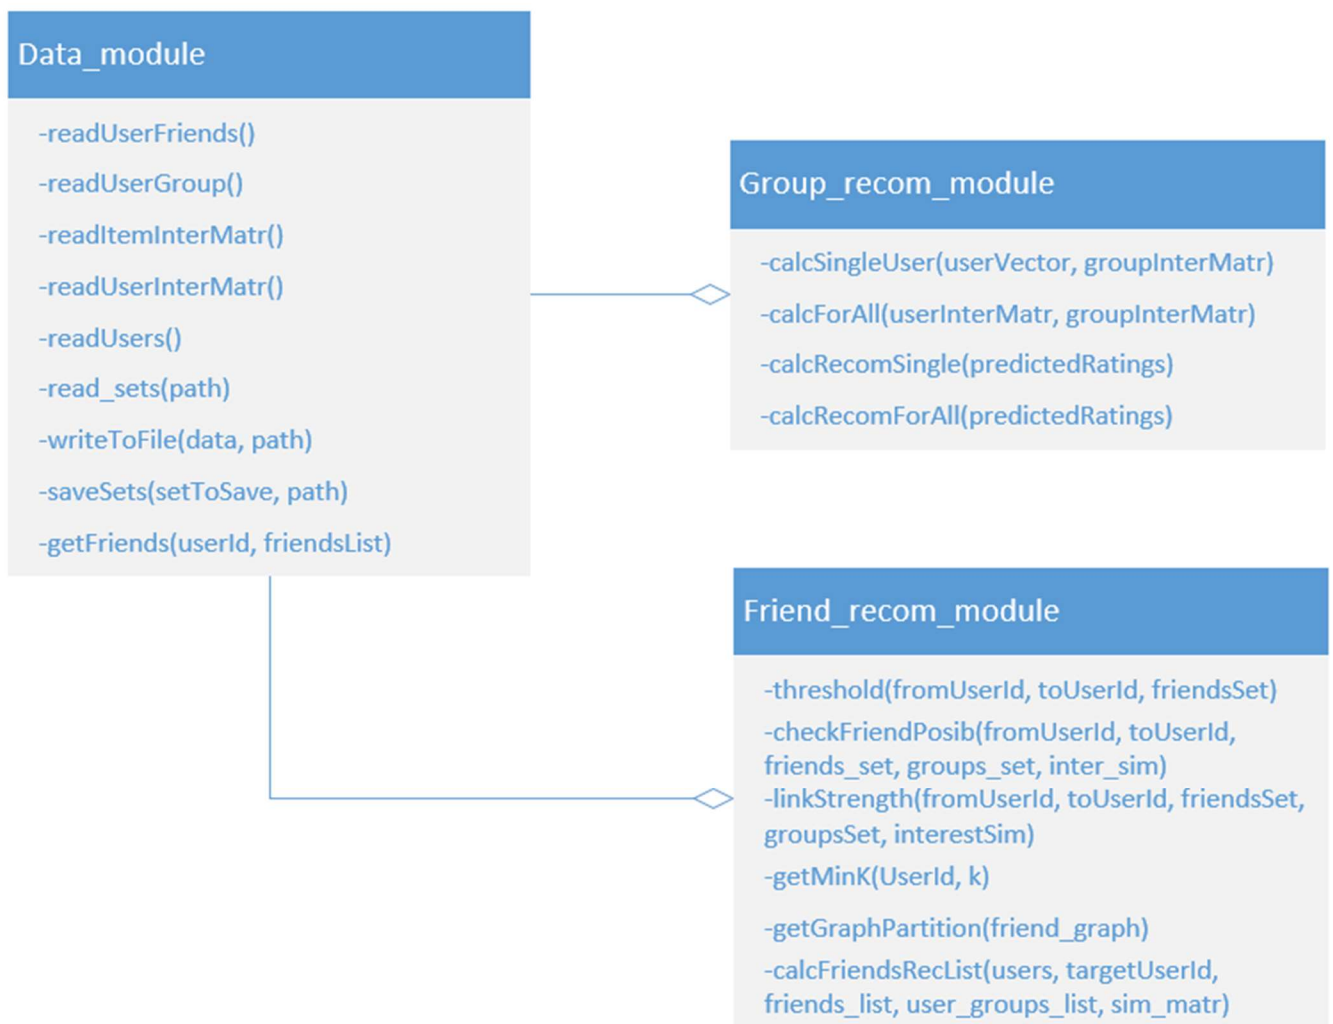 Data_module
-readUserFriends()
-readUserGroup()
-readItemInterMatr()
-readUserInterMatr()
-readUsers()
-read_sets(path)
-writeToFile(data, path)
-saveSets(setToSave, path)
-getFriends(userId, friendsList)
Group_recom_module
-calcSingleUser(userVector, groupInterMatr)
-calcForAll(userInterMatr, groupInterMatr)
-calcRecomSingle(predictedRatings)
-calcRecomForAll(predictedRatings)
Friend_recom_module
-threshold(fromUserId, toUserId, friendsSet)
-checkFriendPosib(fromUserId, toUserId,
friends_set, groups_set, inter_sim)
-linkStrength(fromUserId, toUserId, friendsSet,
groupsSet, interestSim)
-getMinK(UserId, k)
-getGraphPartition(friend_graph)
-calcFriendsRecList(users, targetUserId,
friends_list, user_groups_list, sim_matr)